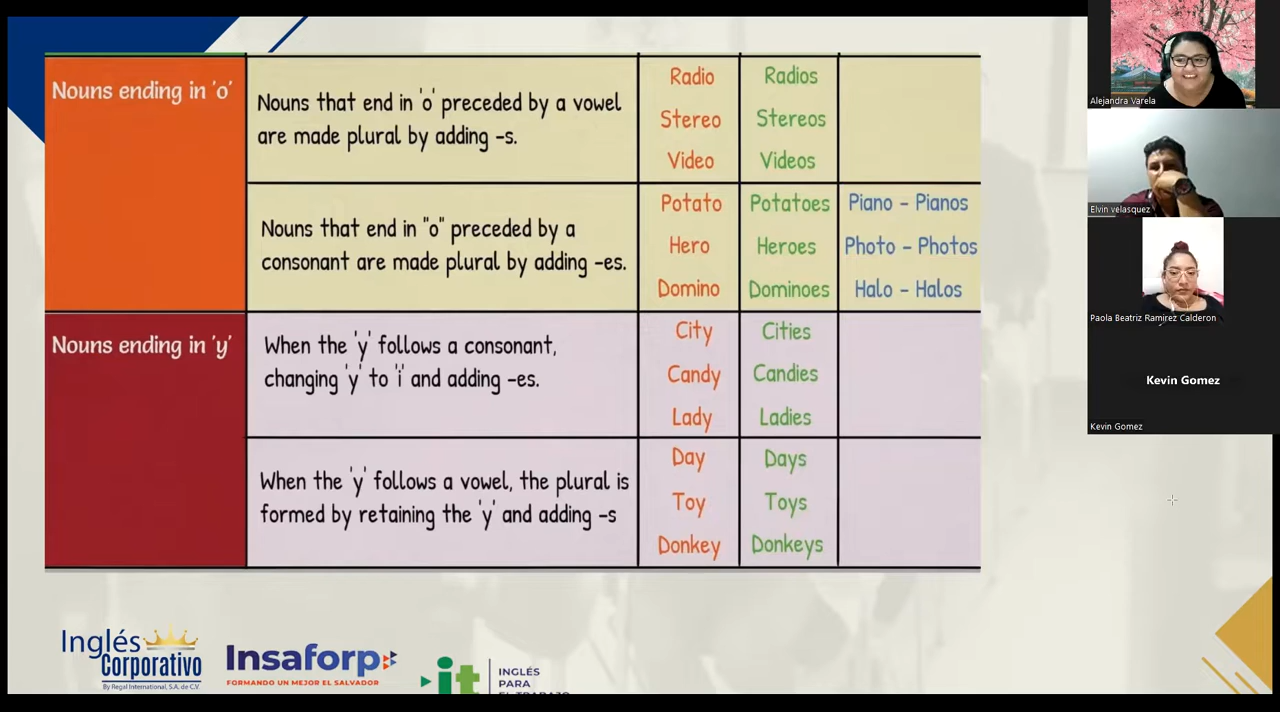 Nouns ending in 'o'
Nouns that end in 'o' preceded by a vowel
are made plural by adding -s.
Radio
Stereo
Video
Radios
Stereos
Videos
Nouns that end in "o" preceded by a
consonant are made plural by adding -es.
Potato
Hero
Domino
Potatoes
Heroes
Dominoes
Piano - Pianos
Photo - Photos
Halo - Halos
Nouns ending in 'y'
When the 'y' follows a consonant,
changing 'y' to 'i' and adding -es.
City
Candy
Lady
Cities
Candies
Ladies
When the 'y' follows a vowel, the plural is
formed by retaining the 'y' and adding -s
Day
Toy
Donkey
Days
Toys
Donkeys
Alejandra Varela
Elvin velasquez
Paola Beatriz Ramirez Calderon
Kevin Gomez
Kevin Gomez
Inglés
Corporativo
By Regal International, S.A. de C.V.
Insaforp
FORMANDO UN MEJOR EL SALVADOR
it
INGLÉS
PARA
EL TRABAJO